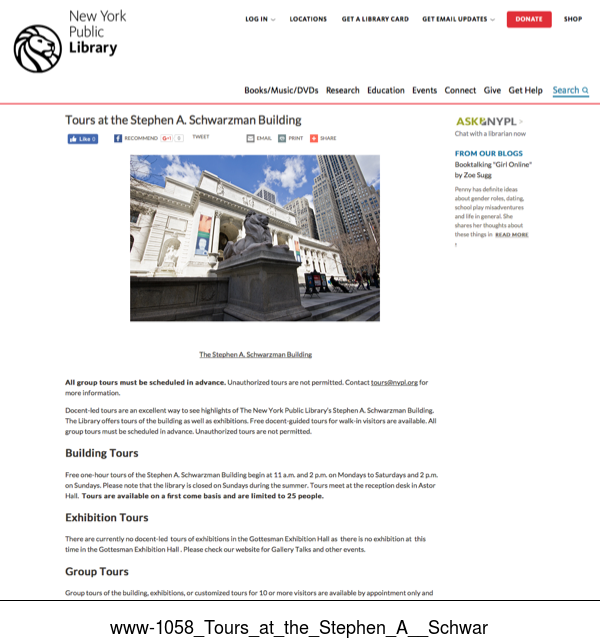 New York
Public
Library
LOG IN
LOCATIONS
GET A LIBRARY CARD
GET EMAIL UPDATES
DONATE
SHOP
Books/Music/DVDs Research Education Events Connect Give Get Help Search
Tours at the Stephen A. Schwarzman Building
Like 0
RECOMMEND
G+1 0
TWEET
EMAIL
PRINT
SHARE
ASK NYPL >
Chat with a librarian now
FROM OUR BLOGS
Booktalking "Girl Online"
by Zoe Sugg
Penny has definite ideas
about gender roles, dating,
school play misadventures
and life in general. She
shares her thoughts about
these things in READ MORE
The Stephen A. Schwarzman Building
All group tours must be scheduled in advance. Unauthorized tours are not permitted. Contact tours@nypl.org for
more information.
Docent-led tours are an excellent way to see highlights of The New York Public Library's Stephen A. Schwarzman Building.
The Library offers tours of the building as well as exhibitions. Free docent-guided tours for walk-in visitors are available. All
group tours must be scheduled in advance. Unauthorized tours are not permitted.
Building Tours
Free one-hour tours of the Stephen A. Schwarzman Building begin at 11 a.m. and 2 p.m. on Mondays to Saturdays and 2 p.m.
on Sundays. Please note that the library is closed on Sundays during the summer. Tours meet at the reception desk in Astor
Hall. Tours are available on a first come basis and are limited to 25 people.
Exhibition Tours
There are currently no docent-led tours of exhibitions in the Gottesman Exhibition Hall as there is no exhibition at this
time in the Gottesman Exhibition Hall . Please check our website for Gallery Talks and other events.
Group Tours
Group tours of the building, exhibitions, or customized tours for 10 or more visitors are available by appointment only and
www-1058_Tours_at_the_Stephen_A__Schwar